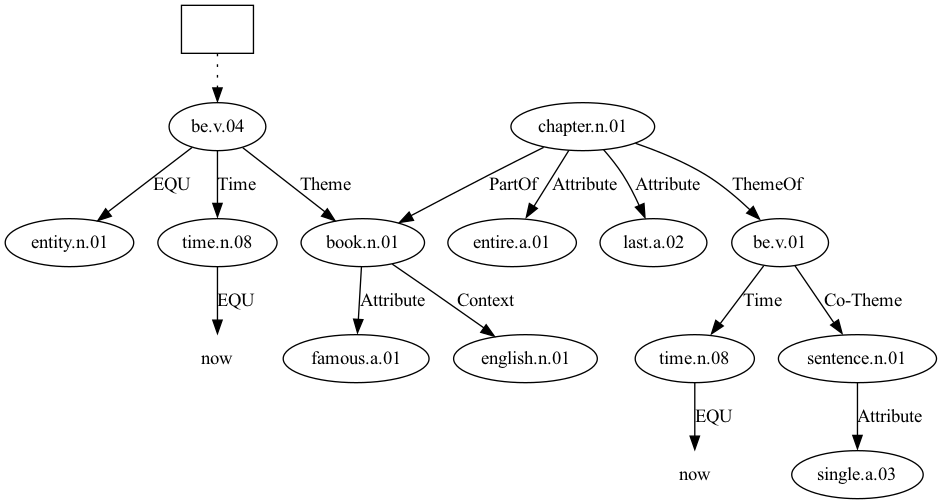 be.v.04 chapter.n.01
EQU Time Theme PartOf Attribute Attribute ThemeOf
entity.n.01 time.n.08 book.n.01 entire.a.01 last.a.02 be.v.01
EQU Attribute Context Time Co-Theme
now famous.a.01 english.n.01 time.n.08 sentence.n.01
EQU Attribute
now single.a.03